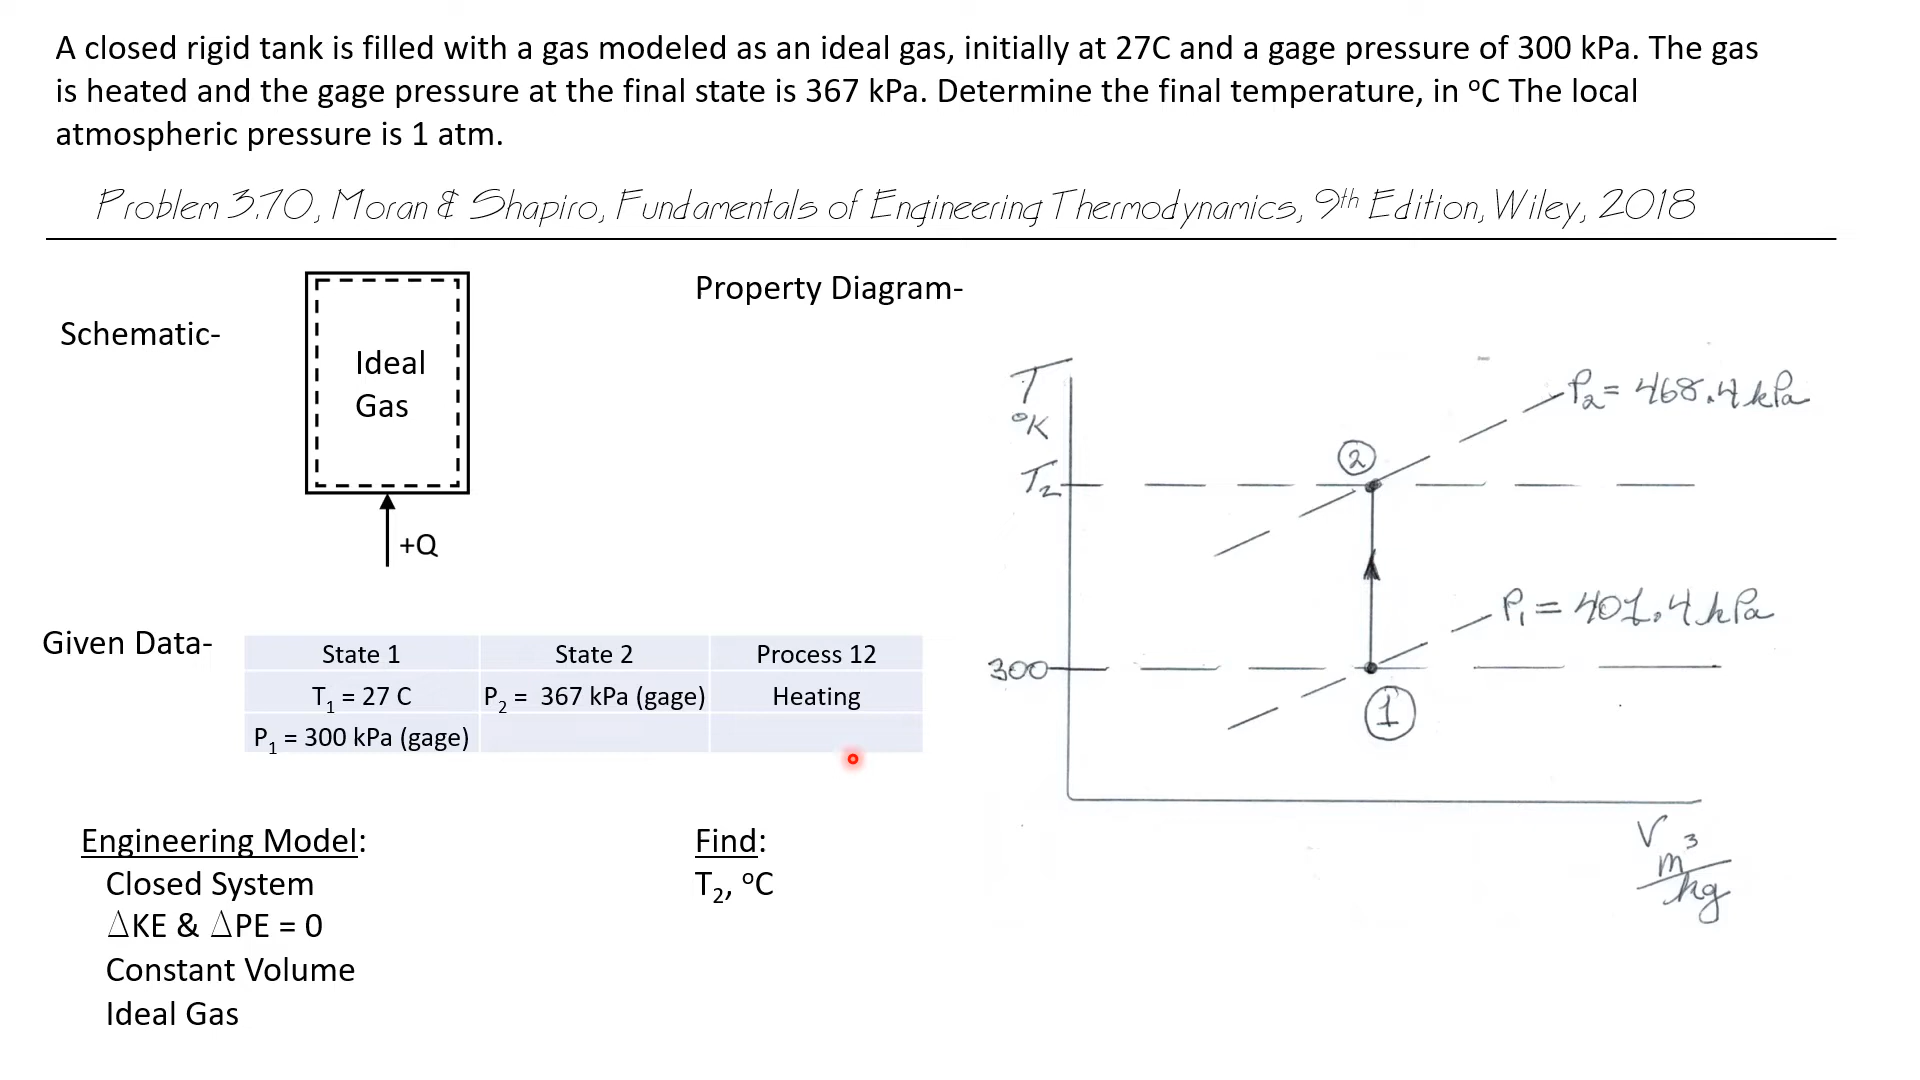 A closed rigid tank is filled with a gas modeled as an ideal gas, initially at 27C and a gage pressure of 300 kPa. The gas
is heated and the gage pressure at the final state is 367 kPa. Determine the final temperature, in ºC The local
atmospheric pressure is 1 atm.
Problem 3.70, Moran & Shapiro, Fundamentals of Engineering Thermodynamics, 9th Edition, Wiley, 2018
Schematic-
Ideal
Gas
+Q
Property Diagram-
T
°K
T₂
300
②
①
P₂ = 468.4 kPa
P₁ = 401.4 kPa
V m³/kg
Given Data-
State 1 State 2 Process 12
T₁ = 27 C P₂ = 367 kPa (gage) Heating
P₁ = 300 kPa (gage)
Engineering Model:
Closed System
△KE & △PE = 0
Constant Volume
Ideal Gas
Find:
T₂, ºC